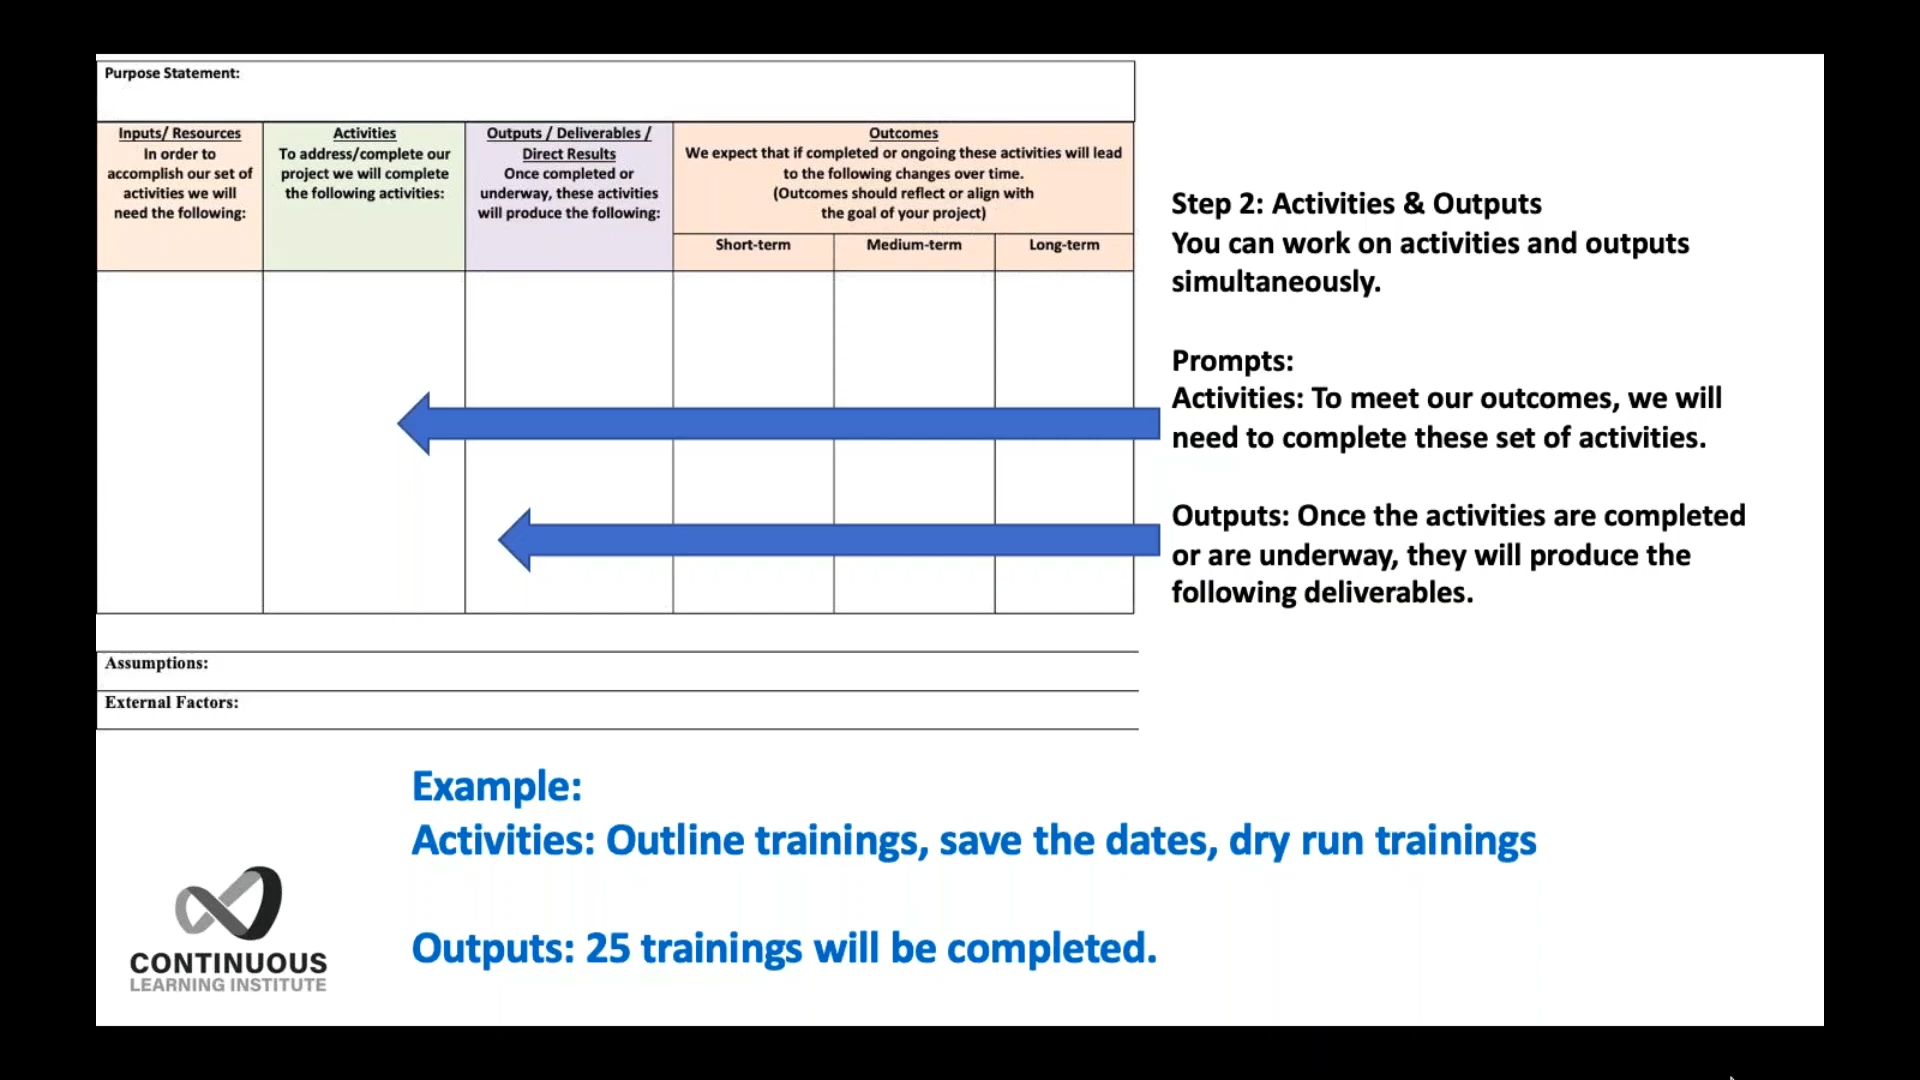 Purpose Statement:
Inputs/ Resources
In order to
accomplish our set of
activities we will
need the following:
Activities
To address/complete our
project we will complete
the following activities:
Outputs / Deliverables /
Direct Results
Once completed or
underway, these activities
will produce the following:
Outcomes
We expect that if completed or ongoing these activities will lead
to the following changes over time.
(Outcomes should reflect or align with
the goal of your project)
Short-term
Medium-term
Long-term
Step 2: Activities & Outputs
You can work on activities and outputs
simultaneously.
Prompts:
Activities: To meet our outcomes, we will
need to complete these set of activities.
Outputs: Once the activities are completed
or are underway, they will produce the
following deliverables.
Assumptions:
External Factors:
Example:
Activities: Outline trainings, save the dates, dry run trainings
Outputs: 25 trainings will be completed.
CONTINUOUS
LEARNING INSTITUTE